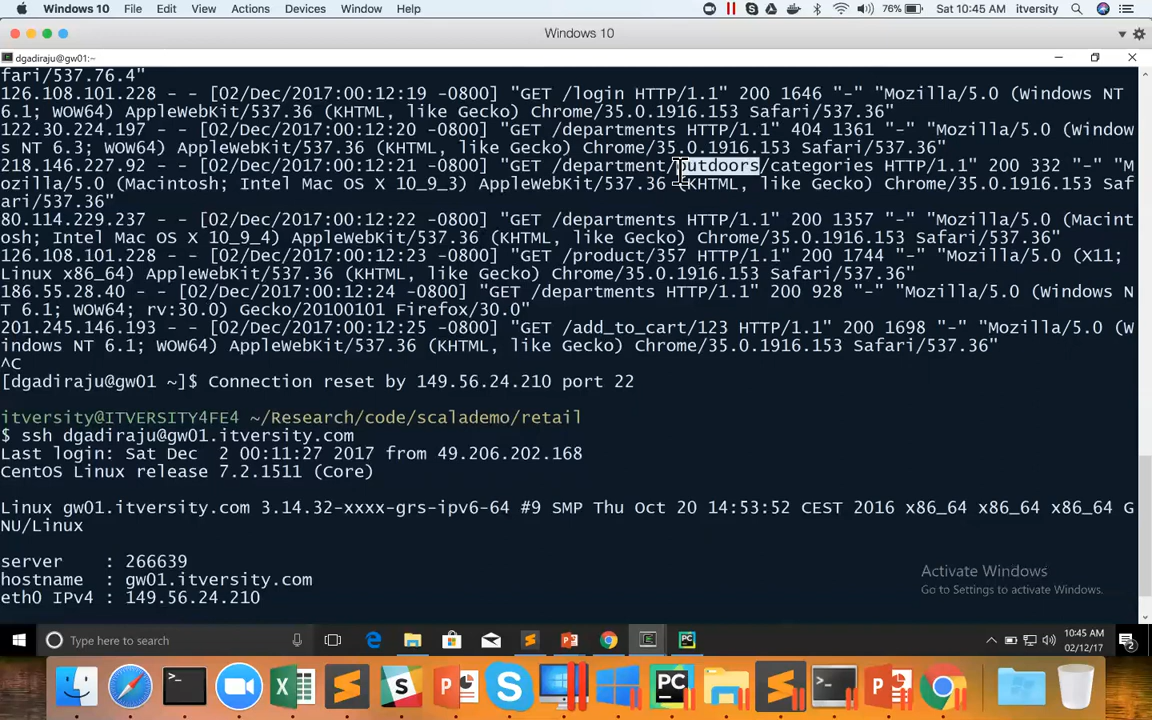 Windows 10 File Edit View Actions Devices Window Help 76% Sat 10:45 AM itversity
Windows 10
dgadiraju@gw01:~
fari/537.76.4"
126.108.101.228 - - [02/Dec/2017:00:12:19 -0800] "GET /login HTTP/1.1" 200 1646 "-" "Mozilla/5.0 (Windows NT
6.1; WOW64) AppleWebKit/537.36 (KHTML, like Gecko) Chrome/35.0.1916.153 Safari/537.36"
122.30.224.197 - - [02/Dec/2017:00:12:20 -0800] "GET /departments HTTP/1.1" 404 1361 "-" "Mozilla/5.0 (Window
s NT 6.3; WOW64) AppleWebKit/537.36 (KHTML, like Gecko) Chrome/35.0.1916.153 Safari/537.36"
218.146.227.92 - - [02/Dec/2017:00:12:21 -0800] "GET /department/outdoors/categories HTTP/1.1" 200 332 "-" "M
ozilla/5.0 (Macintosh; Intel Mac OS X 10_9_3) AppleWebKit/537.36 (KHTML, like Gecko) Chrome/35.0.1916.153 Saf
ari/537.36"
80.114.229.237 - - [02/Dec/2017:00:12:22 -0800] "GET /departments HTTP/1.1" 200 1357 "-" "Mozilla/5.0 (Macint
osh; Intel Mac OS X 10_9_4) AppleWebKit/537.36 (KHTML, like Gecko) Chrome/35.0.1916.153 Safari/537.36"
126.108.101.228 - - [02/Dec/2017:00:12:23 -0800] "GET /product/357 HTTP/1.1" 200 1744 "-" "Mozilla/5.0 (X11;
Linux x86_64) AppleWebKit/537.36 (KHTML, like Gecko) Chrome/35.0.1916.153 Safari/537.36"
186.55.28.40 - - [02/Dec/2017:00:12:24 -0800] "GET /departments HTTP/1.1" 200 928 "-" "Mozilla/5.0 (Windows N
T 6.1; WOW64; rv:30.0) Gecko/20100101 Firefox/30.0"
201.245.146.193 - - [02/Dec/2017:00:12:25 -0800] "GET /add_to_cart/123 HTTP/1.1" 200 1698 "-" "Mozilla/5.0 (W
indows NT 6.1; WOW64) AppleWebKit/537.36 (KHTML, like Gecko) Chrome/35.0.1916.153 Safari/537.36"
^C
[dgadiraju@gw01 ~]$ Connection reset by 149.56.24.210 port 22
itversity@ITVERSITY4FE4 ~/Research/code/scalademo/retail
$ ssh dgadiraju@gw01.itversity.com
Last login: Sat Dec  2 00:11:27 2017 from 49.206.202.168
CentOS Linux release 7.2.1511 (Core)
Linux gw01.itversity.com 3.14.32-xxxx-grs-ipv6-64 #9 SMP Thu Oct 20 14:53:52 CEST 2016 x86_64 x86_64 x86_64 G
NU/Linux
server    : 266639
hostname  : gw01.itversity.com
eth0 IPv4 : 149.56.24.210
Activate Windows
Go to Settings to activate Windows.
Type here to search
10:45 AM
02/12/17
2